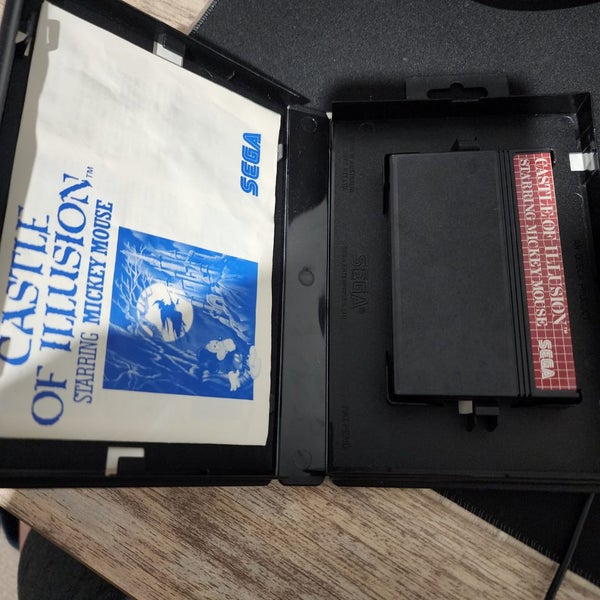 SEGA
CASTLE
OF ILLUSION™
STARRING MICKEY MOUSE
SEGA®
CASTLE OF ILLUSION™
STARRING MICKEY MOUSE
SEGA